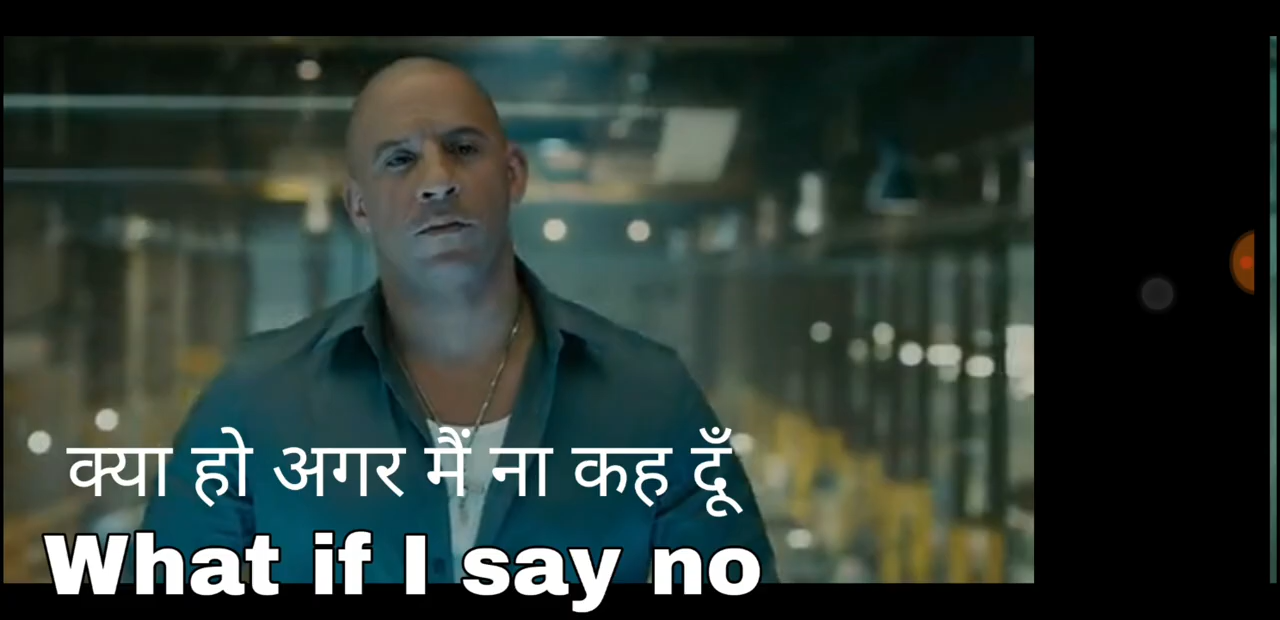 क्या हो अगर मैं ना कह दूँ
What if I say no